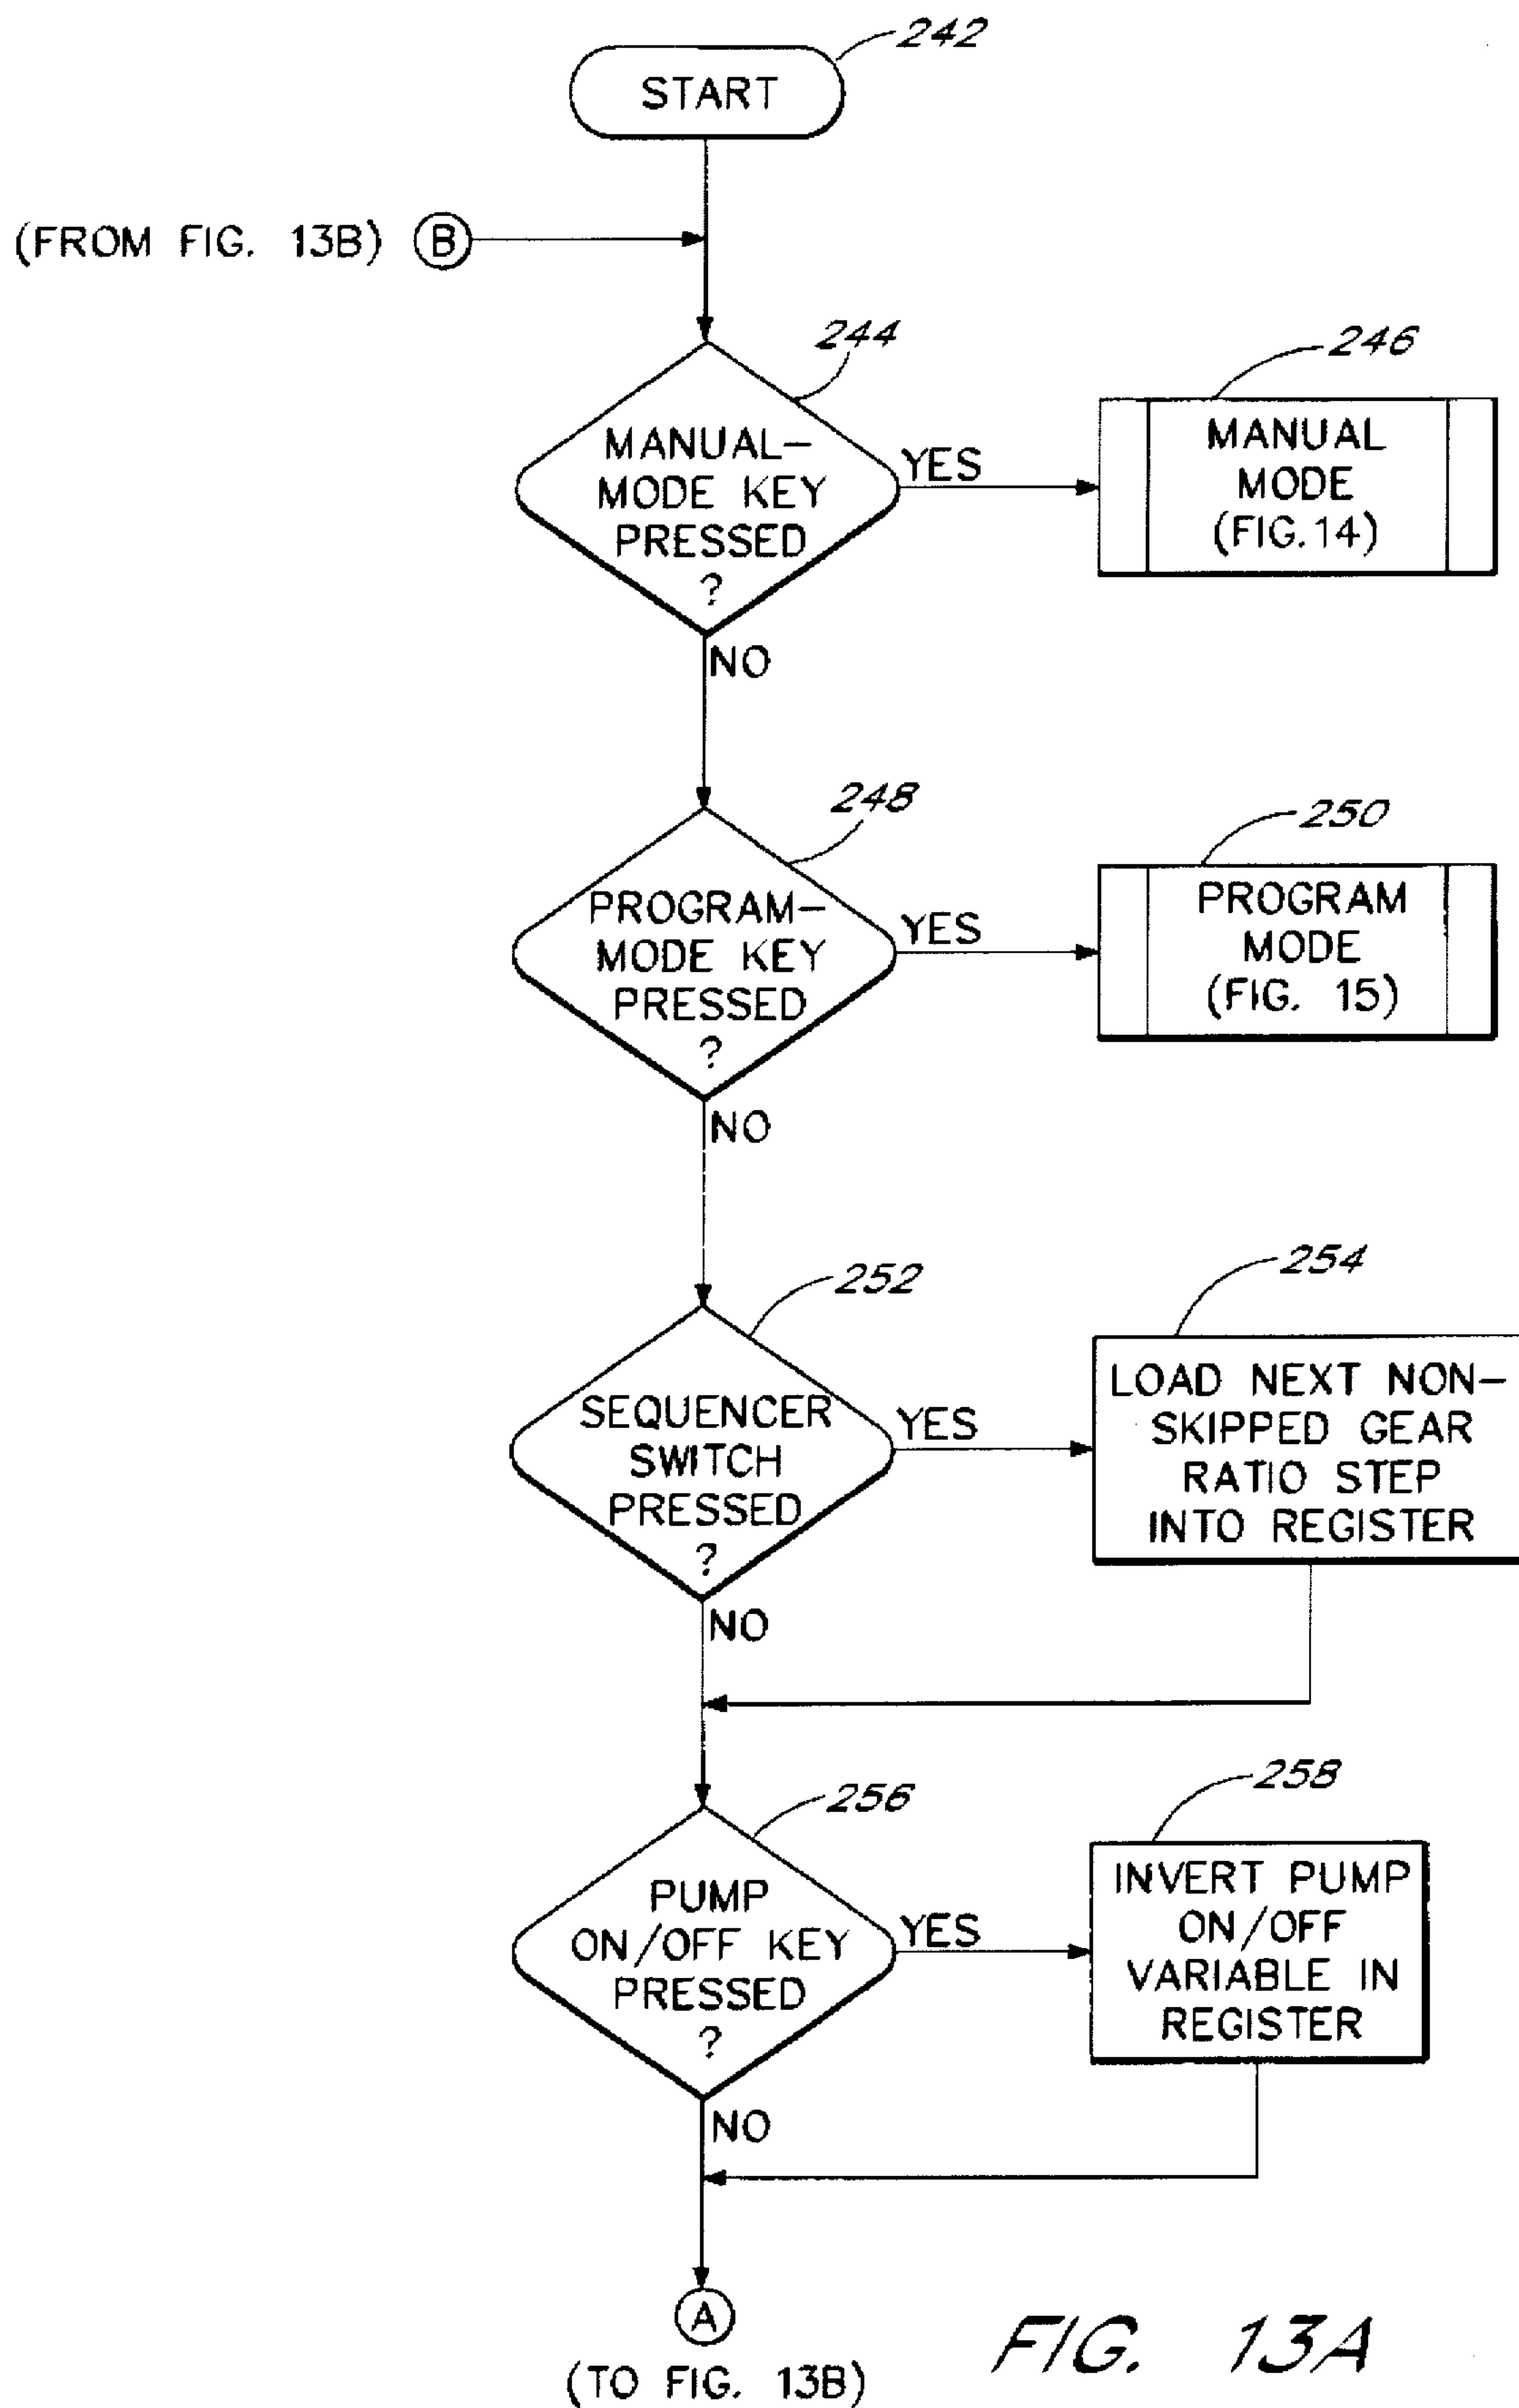 242
START
(FROM FIG. 13B) B
244
MANUAL-
MODE KEY
PRESSED
?
YES
246
MANUAL
MODE
(FIG.14)
NO
248
PROGRAM-
MODE KEY
PRESSED
?
YES
250
PROGRAM
MODE
(FIG. 15)
NO
252
SEQUENCER
SWITCH
PRESSED
?
YES
254
LOAD NEXT NON-
SKIPPED GEAR
RATIO STEP
INTO REGISTER
NO
256
PUMP
ON/OFF KEY
PRESSED
?
YES
258
INVERT PUMP
ON/OFF
VARIABLE IN
REGISTER
NO
A
(TO FIG. 13B)
FIG. 13A